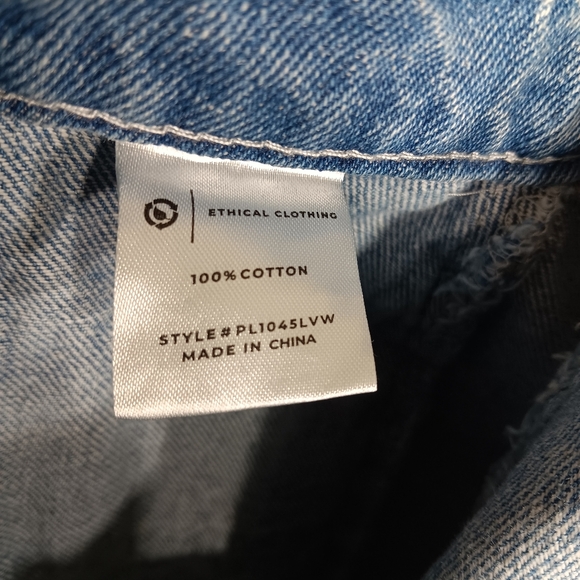 ETHICAL CLOTHING
100% COTTON
STYLE# PL1045LVW
MADE IN CHINA